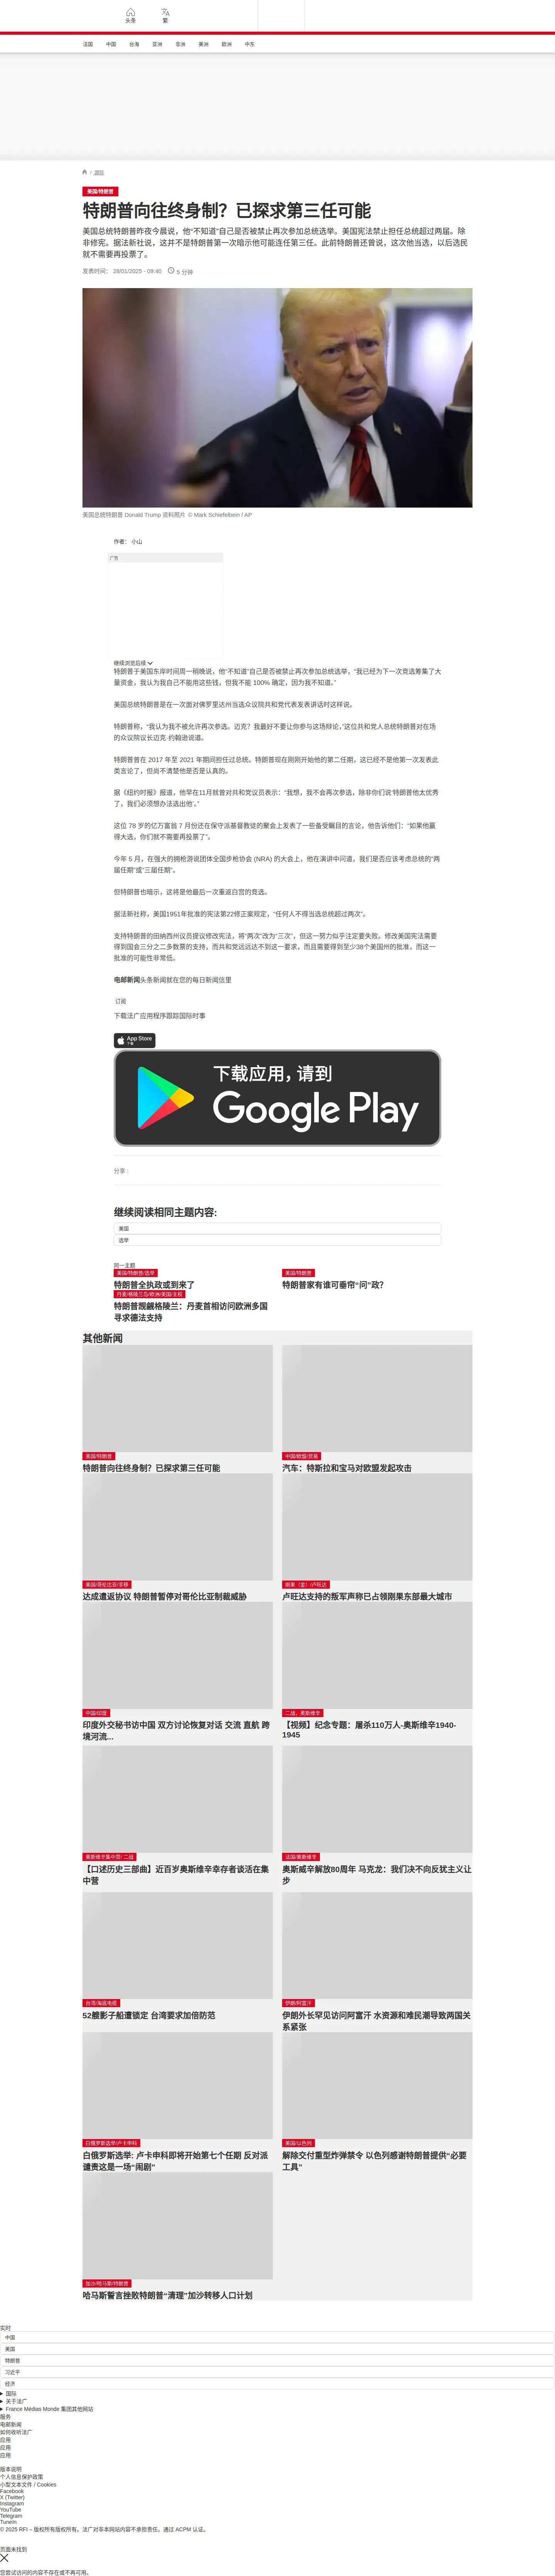 头条
繁
法国
中国
台海
亚洲
非洲
美洲
欧洲
中东
/ 国际
美国/特朗普
特朗普向往终身制？已探求第三任可能
美国总统特朗普昨夜今晨说，他“不知道”自己是否被禁止再次参加总统选举。美国宪法禁止担任总统超过两届。除
非修宪。据法新社说，这并不是特朗普第一次暗示他可能连任第三任。此前特朗普还曾说，这次他当选，以后选民
就不需要再投票了。
发表时间： 28/01/2025 - 09:40
5 分钟
美国总统特朗普 Donald Trump 资料照片 © Mark Schiefelbein / AP
作者： 小山
广告
继续浏览后续
特朗普于美国东岸时间周一稍晚说，他“不知道”自己是否被禁止再次参加总统选举，“我已经为下一次竞选筹集了大
量资金，我认为我自己不能用这些钱，但我不能 100% 确定，因为我不知道。”
美国总统特朗普是在一次面对佛罗里达州当选众议院共和党代表发表讲话时这样说。
特朗普称，“我认为我不被允许再次参选。迈克？我最好不要让你参与这场辩论，”这位共和党人总统特朗普对在场
的众议院议长迈克·约翰逊说道。
特朗普曾在 2017 年至 2021 年期间担任过总统。特朗普现在刚刚开始他的第二任期，这已经不是他第一次发表此
类言论了，但尚不清楚他是否是认真的。
据《纽约时报》报道，他早在11月就曾对共和党议员表示：“我想，我不会再次参选，除非你们说‘特朗普他太优秀
了，我们必须想办法选出他’。”
这位 78 岁的亿万富翁 7 月份还在保守派基督教徒的聚会上发表了一些备受瞩目的言论，他告诉他们：“如果他赢
得大选，你们就不需要再投票了”。
今年 5 月，在强大的拥枪游说团体全国步枪协会 (NRA) 的大会上，他在演讲中问道，我们是否应该考虑总统的“两
届任期”或“三届任期”。
但特朗普也暗示，这将是他最后一次重返白宫的竞选。
据法新社称，美国1951年批准的宪法第22修正案规定，“任何人不得当选总统超过两次”。
支持特朗普的田纳西州议员提议修改宪法，将“两次”改为“三次”，但这一努力似乎注定要失败。修改美国宪法需要
得到国会三分之二多数票的支持，而共和党远远达不到这一要求，而且需要得到至少38个美国州的批准，而这一
批准的可能性非常低。
电邮新闻头条新闻就在您的每日新闻信里
订阅
下载法广应用程序跟踪国际时事
App Store
下载
下载应用，请到
Google Play
分享 :
继续阅读相同主题内容:
美国
选举
同一主题
美国/特朗普/选举
特朗普全执政或到来了
美国/特朗普
特朗普家有谁可垂帘“问”政？
丹麦/格陵兰岛/欧洲/美国/主权
特朗普觊觎格陵兰：丹麦首相访问欧洲多国
寻求德法支持
其他新闻
美国/特朗普
特朗普向往终身制？已探求第三任可能
中国/欧盟/贸易
汽车：特斯拉和宝马对欧盟发起攻击
美国/哥伦比亚/非移
达成遣返协议 特朗普暂停对哥伦比亚制裁威胁
刚果（金）/卢旺达
卢旺达支持的叛军声称已占领刚果东部最大城市
中国/印度
印度外交秘书访中国 双方讨论恢复对话 交流 直航 跨
境河流...
二战，奥斯维辛
【视频】纪念专题：屠杀110万人-奥斯维辛1940-
1945
奥斯维辛集中营/ 二战
【口述历史三部曲】近百岁奥斯维辛幸存者谈活在集
中营
法国/奥斯维辛
奥斯威辛解放80周年 马克龙：我们决不向反犹主义让
步
台湾/海底电缆
52艘影子船遭锁定 台湾要求加倍防范
伊朗/阿富汗
伊朗外长罕见访问阿富汗 水资源和难民潮导致两国关
系紧张
白俄罗斯选举/卢卡申科
白俄罗斯选举: 卢卡申科即将开始第七个任期 反对派
谴责这是一场“闹剧”
美国/以色列
解除交付重型炸弹禁令 以色列感谢特朗普提供“必要
工具”
加沙/哈马斯/特朗普
哈马斯誓言挫败特朗普“清理”加沙转移人口计划
实时
中国
美国
特朗普
习近平
经济
国际
关于法广
France Médias Monde 集团其他网站
服务
电邮新闻
如何收听法广
应用
应用
应用
版本说明
个人信息保护政策
小型文本文件 / Cookies
Facebook
X (Twitter)
Instagram
YouTube
Telegram
TuneIn
© 2025 RFI – 版权所有版权所有。法广对非本网站内容不承担责任。通过 ACPM 认证。
页面未找到
您尝试访问的内容不存在或不再可用。